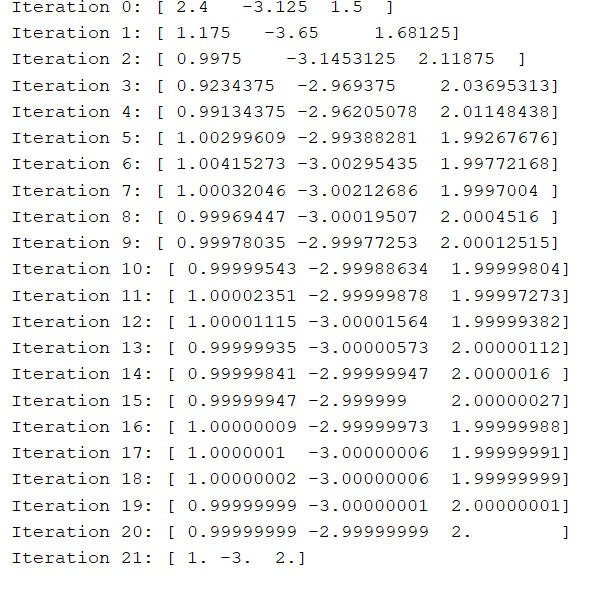 Iteration 0: [ 2.4   -3.125  1.5  ]
Iteration 1: [ 1.175   -3.65     1.68125]
Iteration 2: [ 0.9975    -3.1453125  2.11875  ]
Iteration 3: [ 0.9234375  -2.969375    2.03695313]
Iteration 4: [ 0.99134375 -2.96205078  2.01148438]
Iteration 5: [ 1.00299609 -2.99388281  1.99267676]
Iteration 6: [ 1.00415273 -3.00295435  1.99772168]
Iteration 7: [ 1.00032046 -3.00212686  1.9997004 ]
Iteration 8: [ 0.99969447 -3.00019507  2.0004516 ]
Iteration 9: [ 0.99978035 -2.99977253  2.00012515]
Iteration 10: [ 0.99999543 -2.99988634  1.99999804]
Iteration 11: [ 1.00002351 -2.99999878  1.99997273]
Iteration 12: [ 1.00001115 -3.00001564  1.99999382]
Iteration 13: [ 0.99999935 -3.00000573  2.00000112]
Iteration 14: [ 0.99999841 -2.99999947  2.0000016 ]
Iteration 15: [ 0.99999947 -2.999999    2.00000027]
Iteration 16: [ 1.00000009 -2.99999973  1.99999988]
Iteration 17: [ 1.0000001  -3.00000006  1.99999991]
Iteration 18: [ 1.00000002 -3.00000006  1.99999999]
Iteration 19: [ 0.99999999 -3.00000001  2.00000001]
Iteration 20: [ 0.99999999 -2.99999999  2.        ]
Iteration 21: [ 1. -3.  2.]